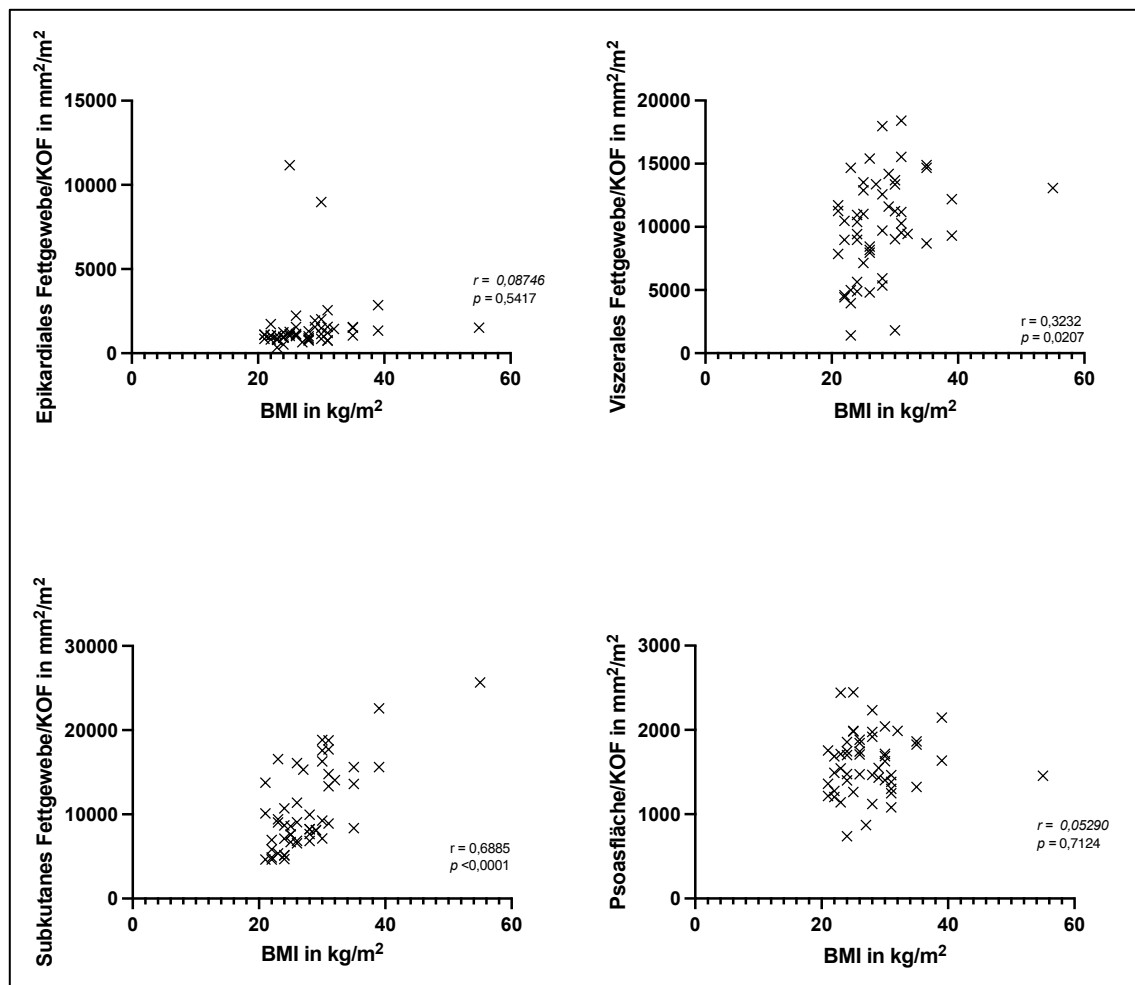 Epikardiales Fettgewebe/KOF in mm²/m²
15000
10000
5000
0
0 20 40 60
BMI in kg/m²
r = 0,08746
p = 0,5417
Viszerales Fettgewebe/KOF in mm²/m²
20000
15000
10000
5000
0
0 20 40 60
BMI in kg/m²
r = 0,3232
p = 0,0207
Subkutanes Fettgewebe/KOF in mm²/m²
30000
20000
10000
0
0 20 40 60
BMI in kg/m²
r = 0,6885
p <0,0001
Psoasfläche/KOF in mm²/m²
3000
2000
1000
0
0 20 40 60
BMI in kg/m²
r = 0,05290
p = 0,7124